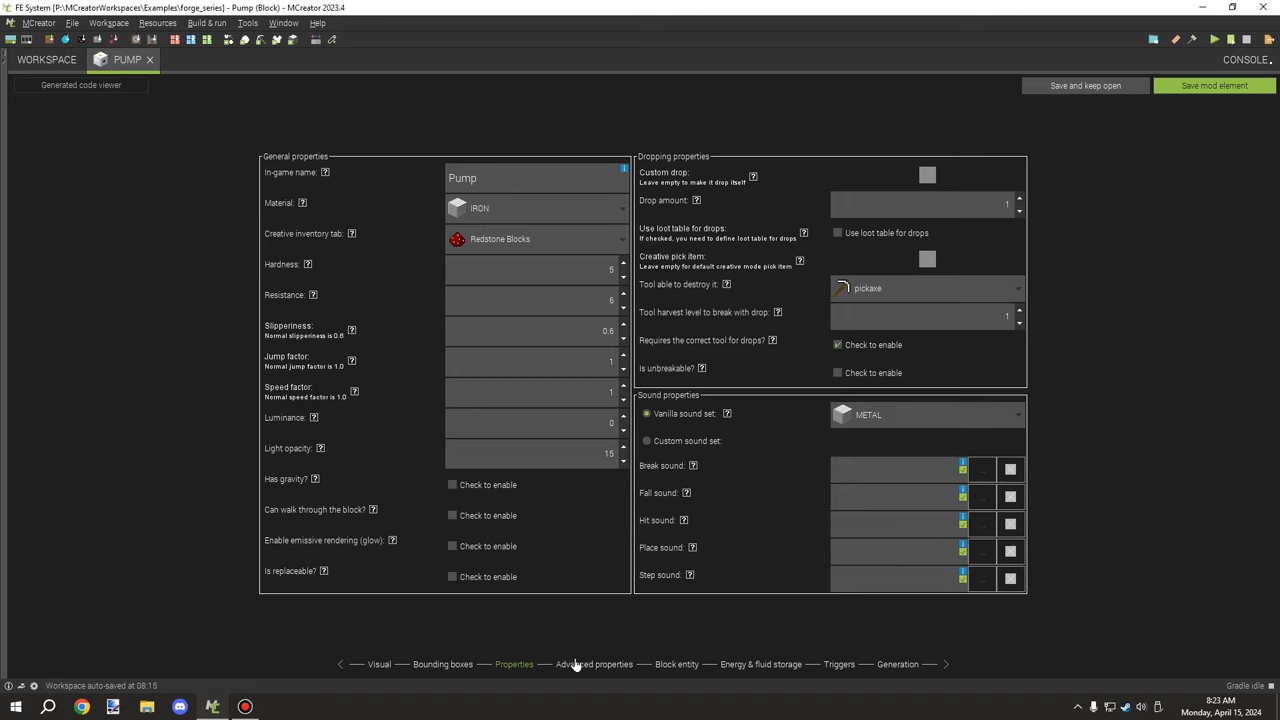 FE System [P:\MCreatorWorkspaces\Examples\forge_series] - Pump (Block) - MCreator 2023.4
MCreator File Workspace Resources Build & run Tools Window Help
WORKSPACE PUMP CONSOLE
Generated code viewer Save and keep open Save mod element
General properties
In-game name: ? Pump
Material: ? IRON
Creative inventory tab: ? Redstone Blocks
Hardness: ? 5
Resistance: ? 6
Slipperiness: ? 0.6
Normal slipperiness is 0.6
Jump factor: ? 1
Normal jump factor is 1.0
Speed factor: ? 1
Normal speed factor is 1.0
Luminance: ? 0
Light opacity: ? 15
Has gravity? ? Check to enable
Can walk through the block? ? Check to enable
Enable emissive rendering (glow): ? Check to enable
Is replaceable? ? Check to enable
Dropping properties
Custom drop: ?
Leave empty to make it drop itself
Drop amount: ? 1
Use loot table for drops: ? Use loot table for drops
If checked, you need to define loot table for drops
Creative pick item: ?
Leave empty for default creative mode pick item
Tool able to destroy it: ? pickaxe
Tool harvest level to break with drop: ? 1
Requires the correct tool for drops? ? Check to enable
Is unbreakable? ? Check to enable
Sound properties
Vanilla sound set: ? METAL
Custom sound set:
Break sound: ? ...
Fall sound: ? ...
Hit sound: ? ...
Place sound: ? ...
Step sound: ? ...
Visual Bounding boxes Properties Advanced properties Block entity Energy & fluid storage Triggers Generation
Workspace auto-saved at 08:15 Gradle idle
8:23 AM
Monday, April 15, 2024